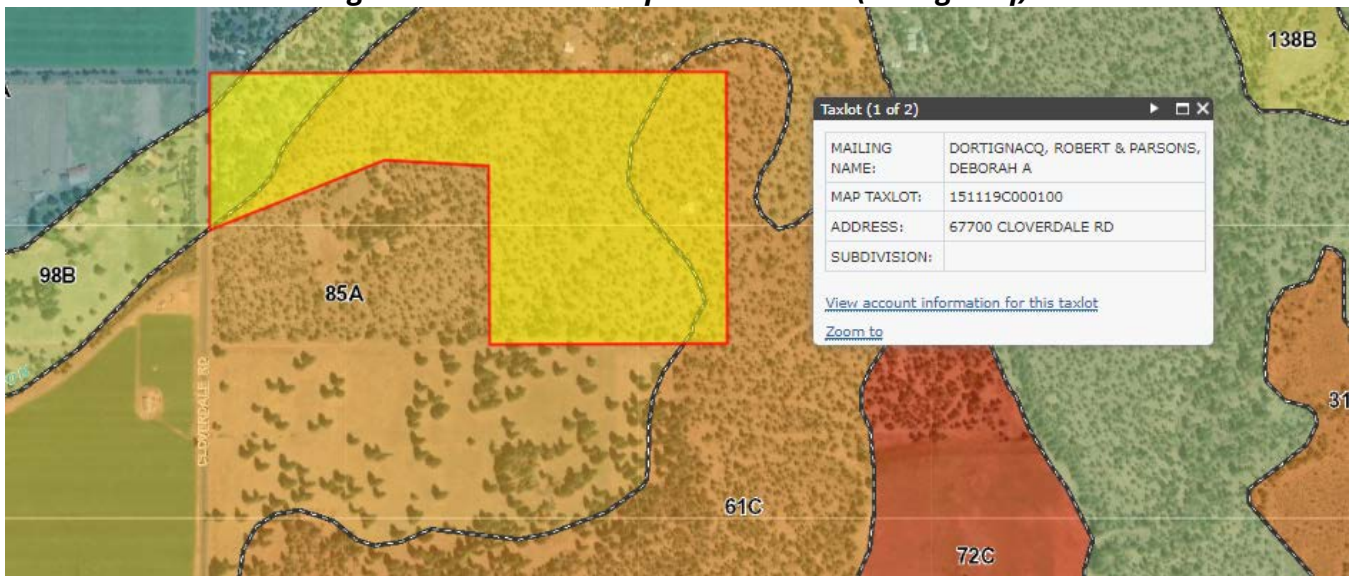 138B
Taxlot (1 of 2)
MAILING NAME: DORTIGNACQ, ROBERT & PARSONS, DEBORAH A
MAP TAXLOT: 151119C000100
ADDRESS: 67700 CLOVERDALE RD
SUBDIVISION:
View account information for this taxlot
Zoom to
98B
85A
CLOVERDALE RD
31
61C
72C